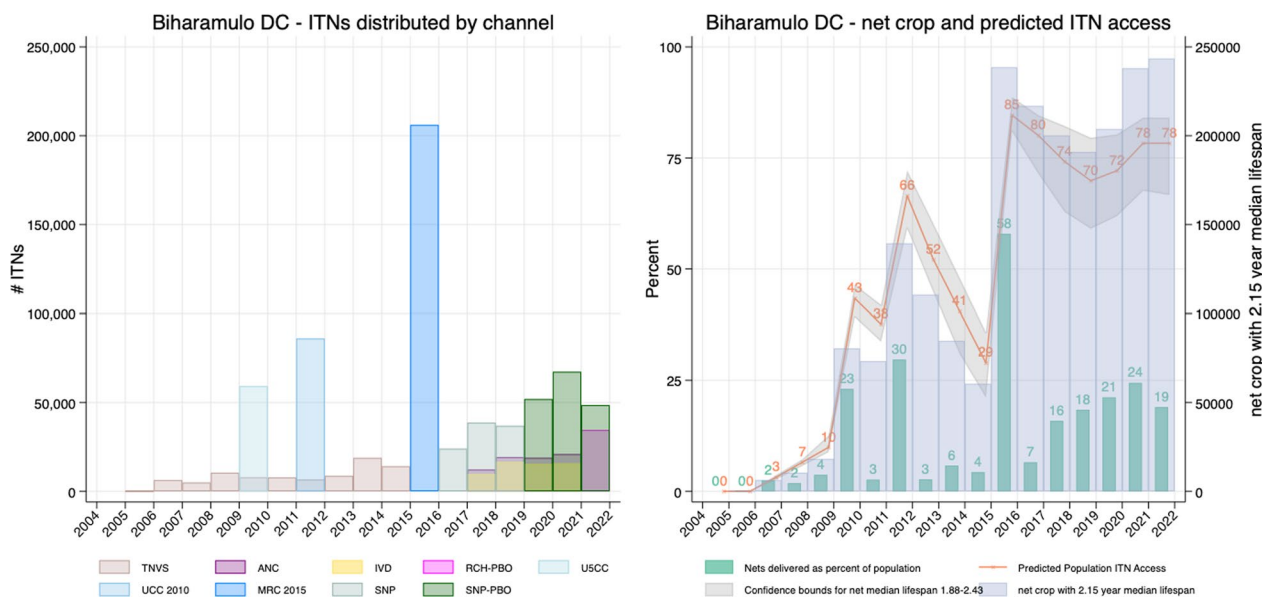 Biharamulo DC - ITNs distributed by channel
# ITNs
250,000
200,000
150,000
100,000
50,000
0
2004 2005 2006 2007 2008 2009 2010 2011 2012 2013 2014 2015 2016 2017 2018 2019 2020 2021 2022
TNVS ANC IVD RCH-PBO U5CC
UCC 2010 MRC 2015 SNP SNP-PBO
Biharamulo DC - net crop and predicted ITN access
Percent
100
75
50
25
0
net crop with 2.15 year median lifespan
250000
200000
150000
100000
50000
0
0 0 3 7 10 43 38 66 52 41 29 85 80 74 70 72 78 78
0 0 2 2 4 23 3 30 3 6 4 58 7 16 18 21 24 19
2004 2005 2006 2007 2008 2009 2010 2011 2012 2013 2014 2015 2016 2017 2018 2019 2020 2021 2022
Nets delivered as percent of population Predicted Population ITN Access
Confidence bounds for net median lifespan 1.88-2.43 net crop with 2.15 year median lifespan